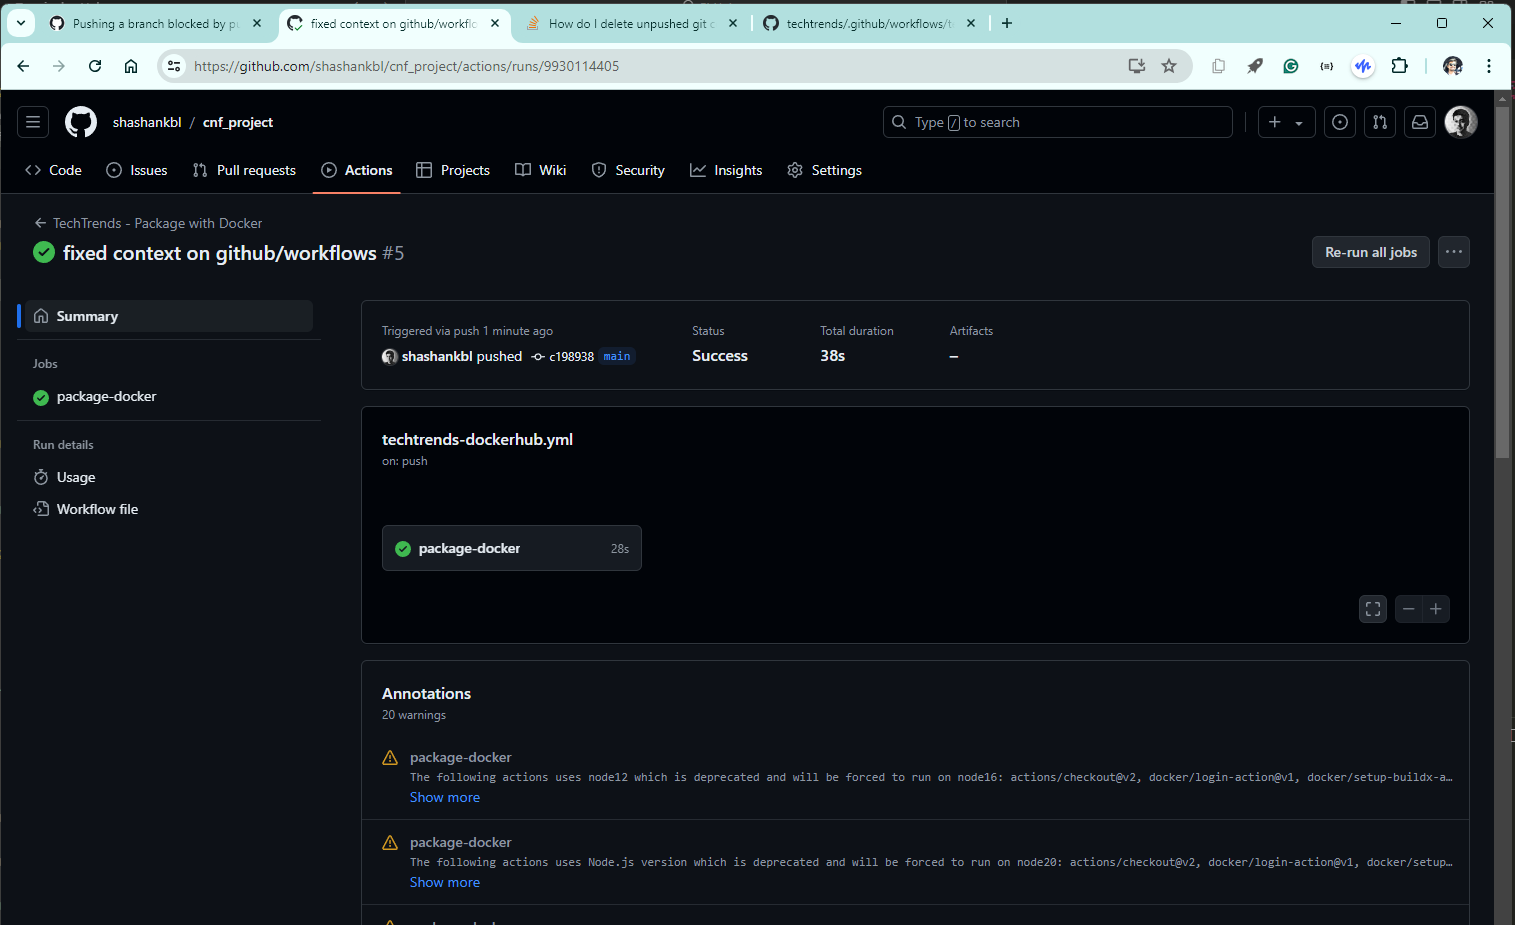 Pushing a branch blocked by pu
fixed context on github/workflo
How do I delete unpushed git c
techtrends/.github/workflows/te
https://github.com/shashankbl/cnf_project/actions/runs/9930114405
shashankbl / cnf_project
Type / to search
Code
Issues
Pull requests
Actions
Projects
Wiki
Security
Insights
Settings
TechTrends - Package with Docker
fixed context on github/workflows #5
Re-run all jobs
Summary
Jobs
package-docker
Run details
Usage
Workflow file
Triggered via push 1 minute ago
shashankbl pushed c198938 main
Status
Success
Total duration
38s
Artifacts
–
techtrends-dockerhub.yml
on: push
package-docker 28s
Annotations
20 warnings
package-docker
The following actions uses node12 which is deprecated and will be forced to run on node16: actions/checkout@v2, docker/login-action@v1, docker/setup-buildx-a…
Show more
package-docker
The following actions uses Node.js version which is deprecated and will be forced to run on node20: actions/checkout@v2, docker/login-action@v1, docker/setup…
Show more